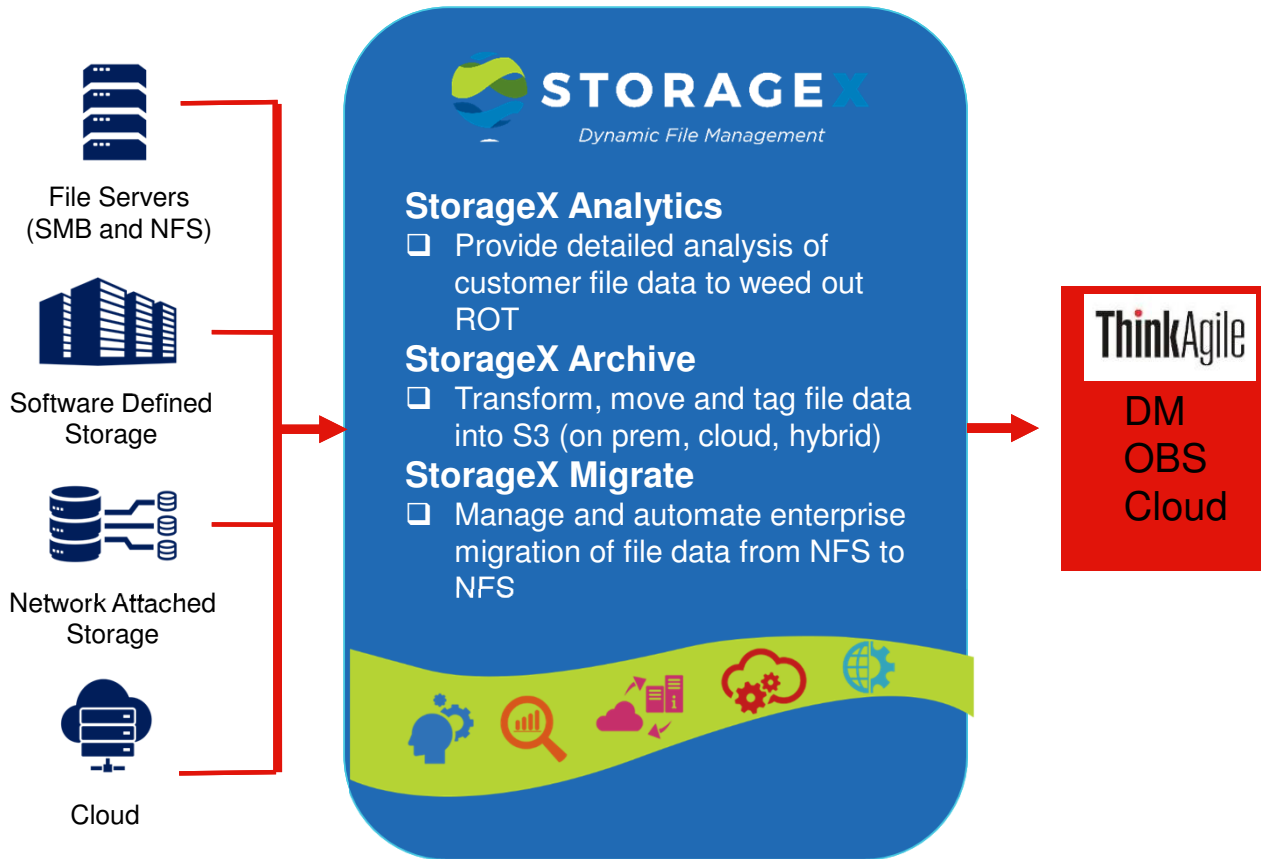 File Servers
(SMB and NFS)
Software Defined
Storage
Network Attached
Storage
Cloud
STORAGEX
Dynamic File Management
StorageX Analytics
❑ Provide detailed analysis of
customer file data to weed out
ROT
StorageX Archive
❑ Transform, move and tag file data
into S3 (on prem, cloud, hybrid)
StorageX Migrate
❑ Manage and automate enterprise
migration of file data from NFS to
NFS
i
ThinkAgile
DM
OBS
Cloud